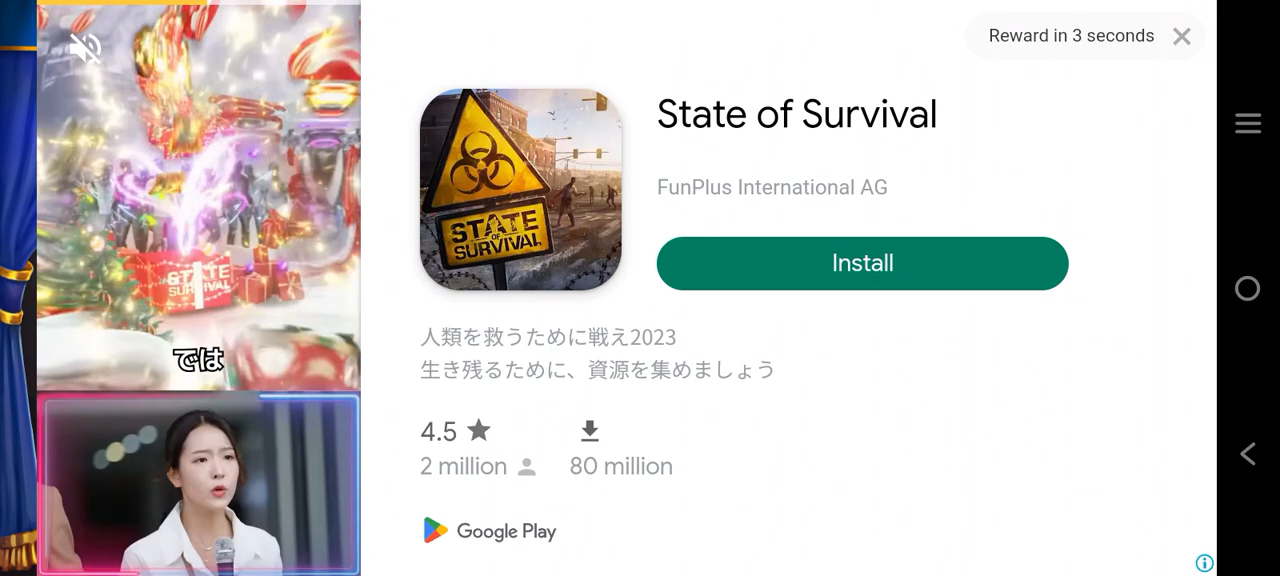 Reward in 3 seconds
State of Survival
FunPlus International AG
STATE
OF
SURVIVAL
Install
STATE
SURVIVAL
人類を救うために戦え2023
生き残るために、資源を集めましょう
では
4.5
2 million
80 million
Google Play